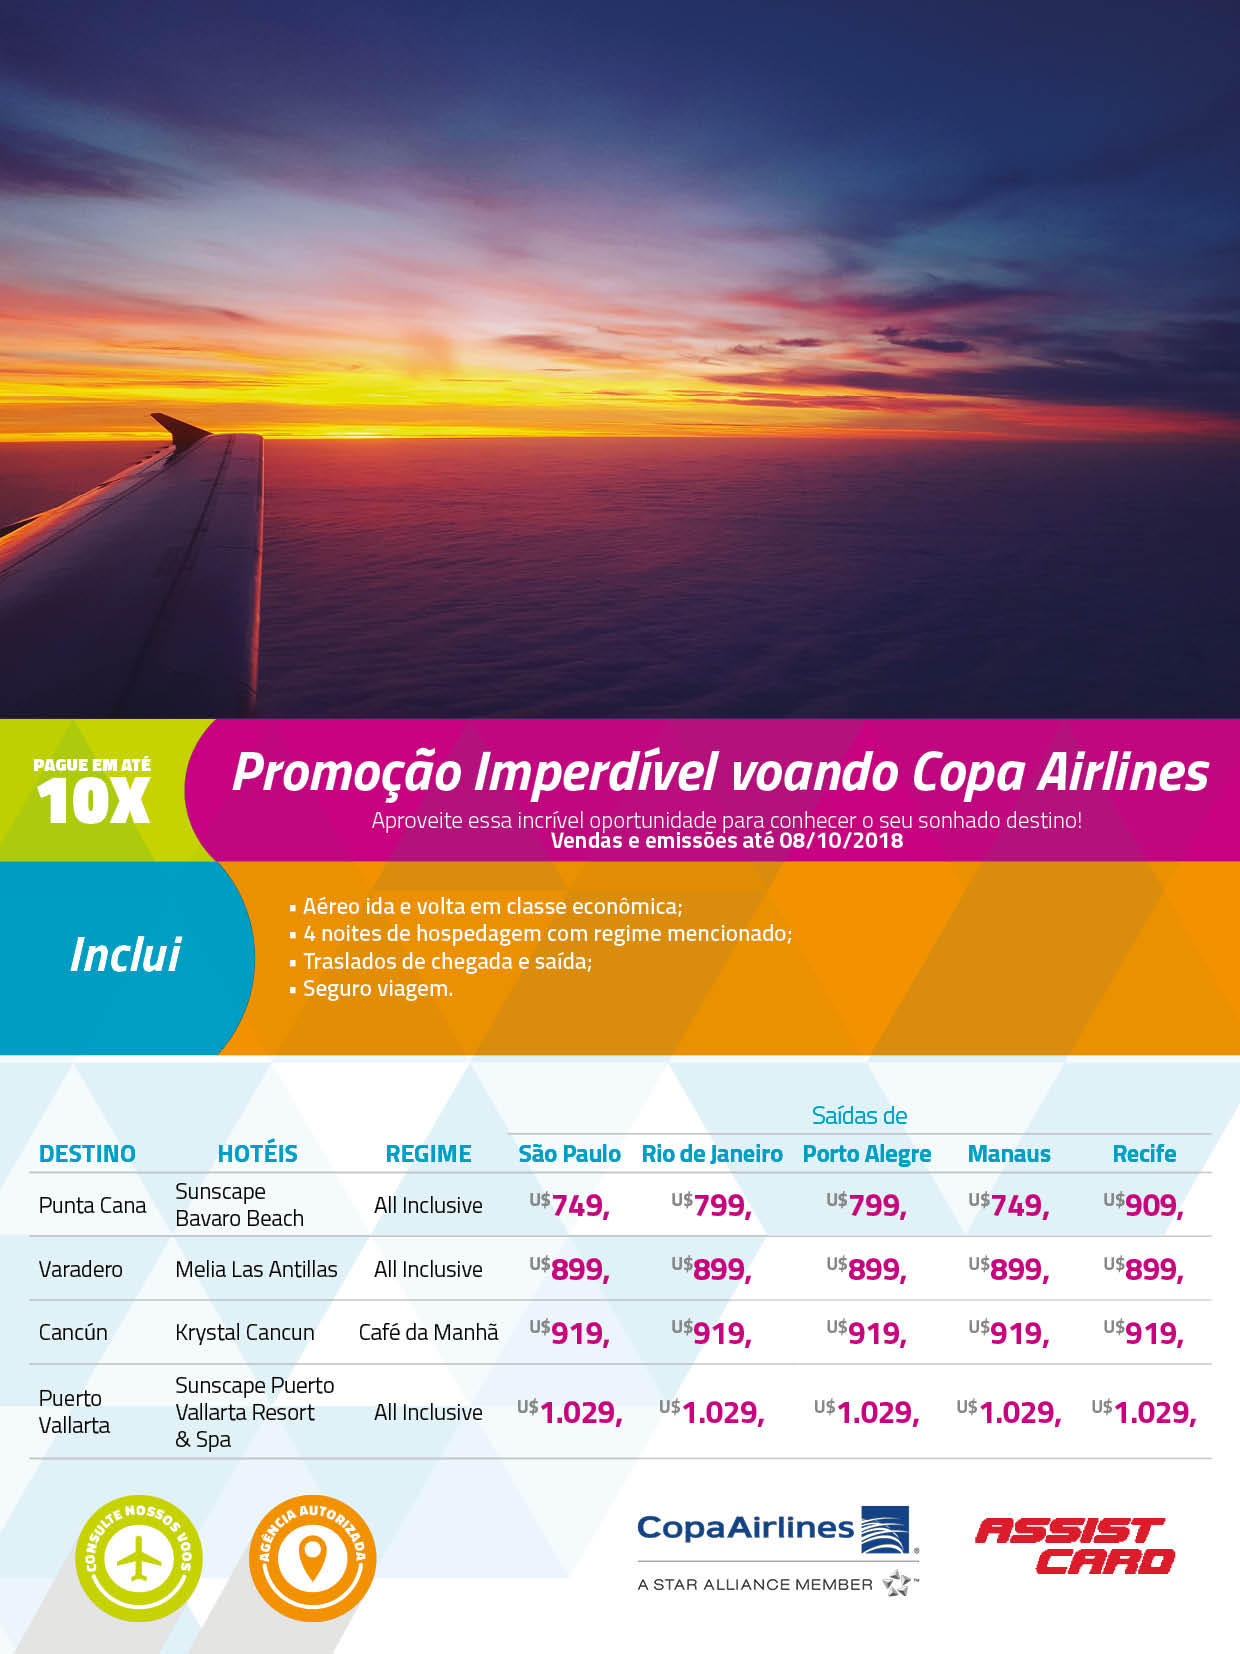 PAGUE EM ATÉ
10X
Promoção Imperdível voando Copa Airlines
Aproveite essa incrível oportunidade para conhecer o seu sonhado destino!
Vendas e emissões até 08/10/2018
Inclui
• Aéreo ida e volta em classe econômica;
• 4 noites de hospedagem com regime mencionado;
• Traslados de chegada e saída;
• Seguro viagem.
Saídas de
DESTINO HOTÉIS REGIME São Paulo Rio de Janeiro Porto Alegre Manaus Recife
Punta Cana Sunscape Bavaro Beach All Inclusive U$749, U$799, U$799, U$749, U$909,
Varadero Melia Las Antillas All Inclusive U$899, U$899, U$899, U$899, U$899,
Cancún Krystal Cancun Café da Manhã U$919, U$919, U$919, U$919, U$919,
Puerto Vallarta Sunscape Puerto Vallarta Resort & Spa All Inclusive U$1.029, U$1.029, U$1.029, U$1.029, U$1.029,
CONSULTE NOSSOS VOOS
AGÊNCIA AUTORIZADA
CopaAirlines®
A STAR ALLIANCE MEMBER ™
ASSIST
CARD